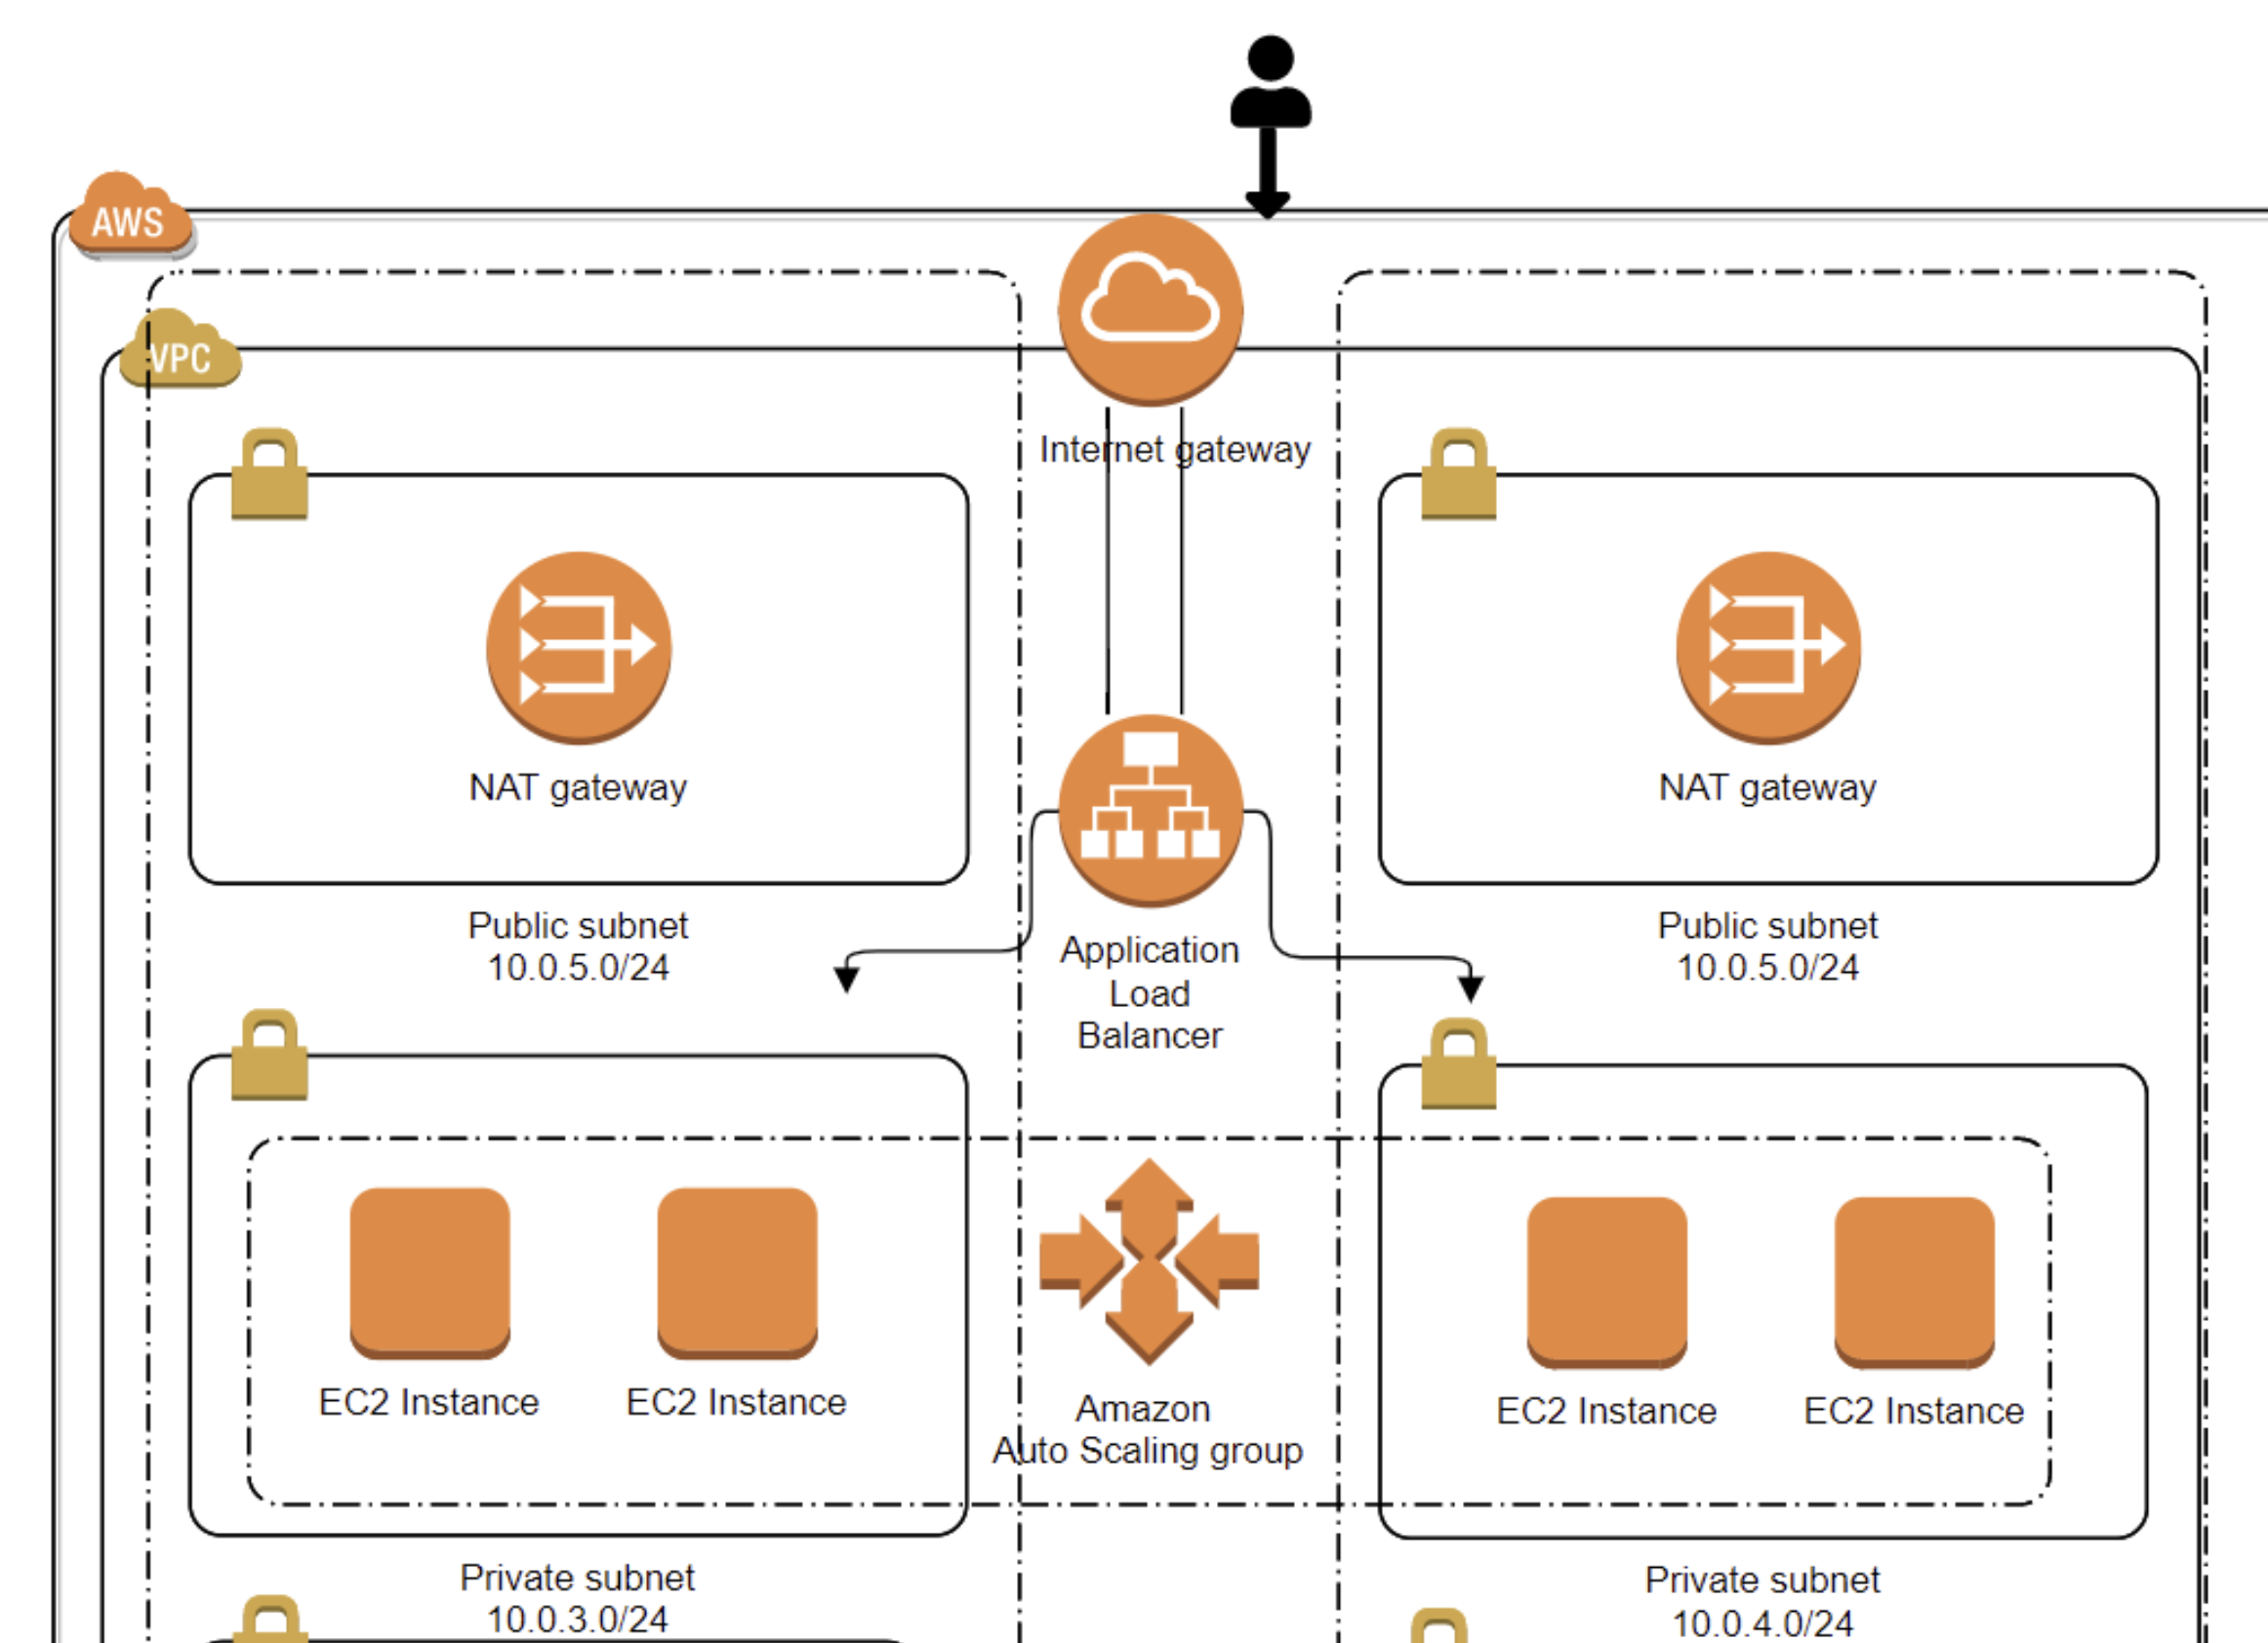 AWS
VPC
Internet gateway
NAT gateway
NAT gateway
Public subnet
10.0.5.0/24
Public subnet
10.0.5.0/24
Application
Load
Balancer
EC2 Instance
EC2 Instance
Amazon
Auto Scaling group
EC2 Instance
EC2 Instance
Private subnet
10.0.3.0/24
Private subnet
10.0.4.0/24